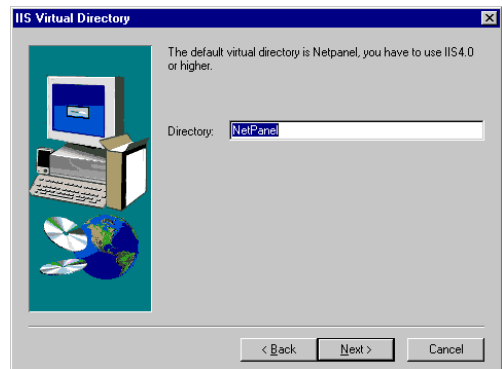 IIS Virtual Directory
The default virtual directory is Netpanel, you have to use IIS4.0
or higher.
Directory: NetPanel
< Back Next > Cancel